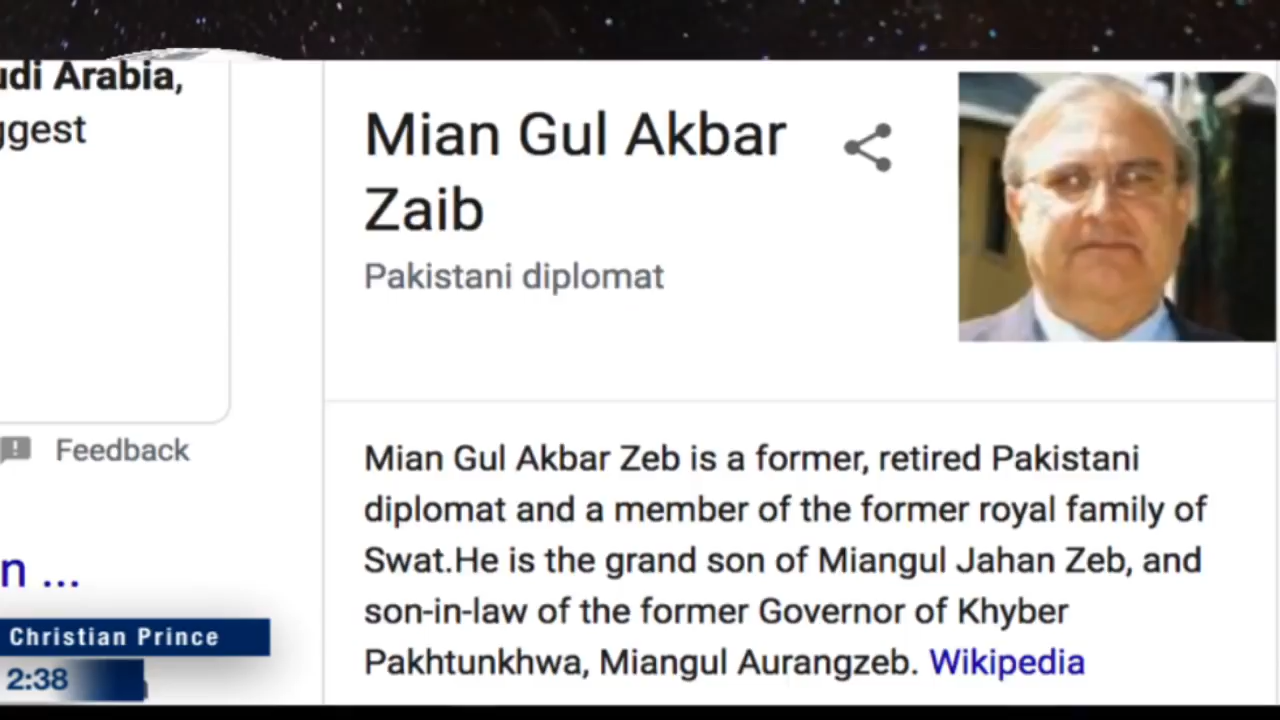 udi Arabia,
ggest
Feedback
n ...
Christian Prince
2:38
Mian Gul Akbar
Zaib
Pakistani diplomat
Mian Gul Akbar Zeb is a former, retired Pakistani
diplomat and a member of the former royal family of
Swat.He is the grand son of Miangul Jahan Zeb, and
son-in-law of the former Governor of Khyber
Pakhtunkhwa, Miangul Aurangzeb. Wikipedia